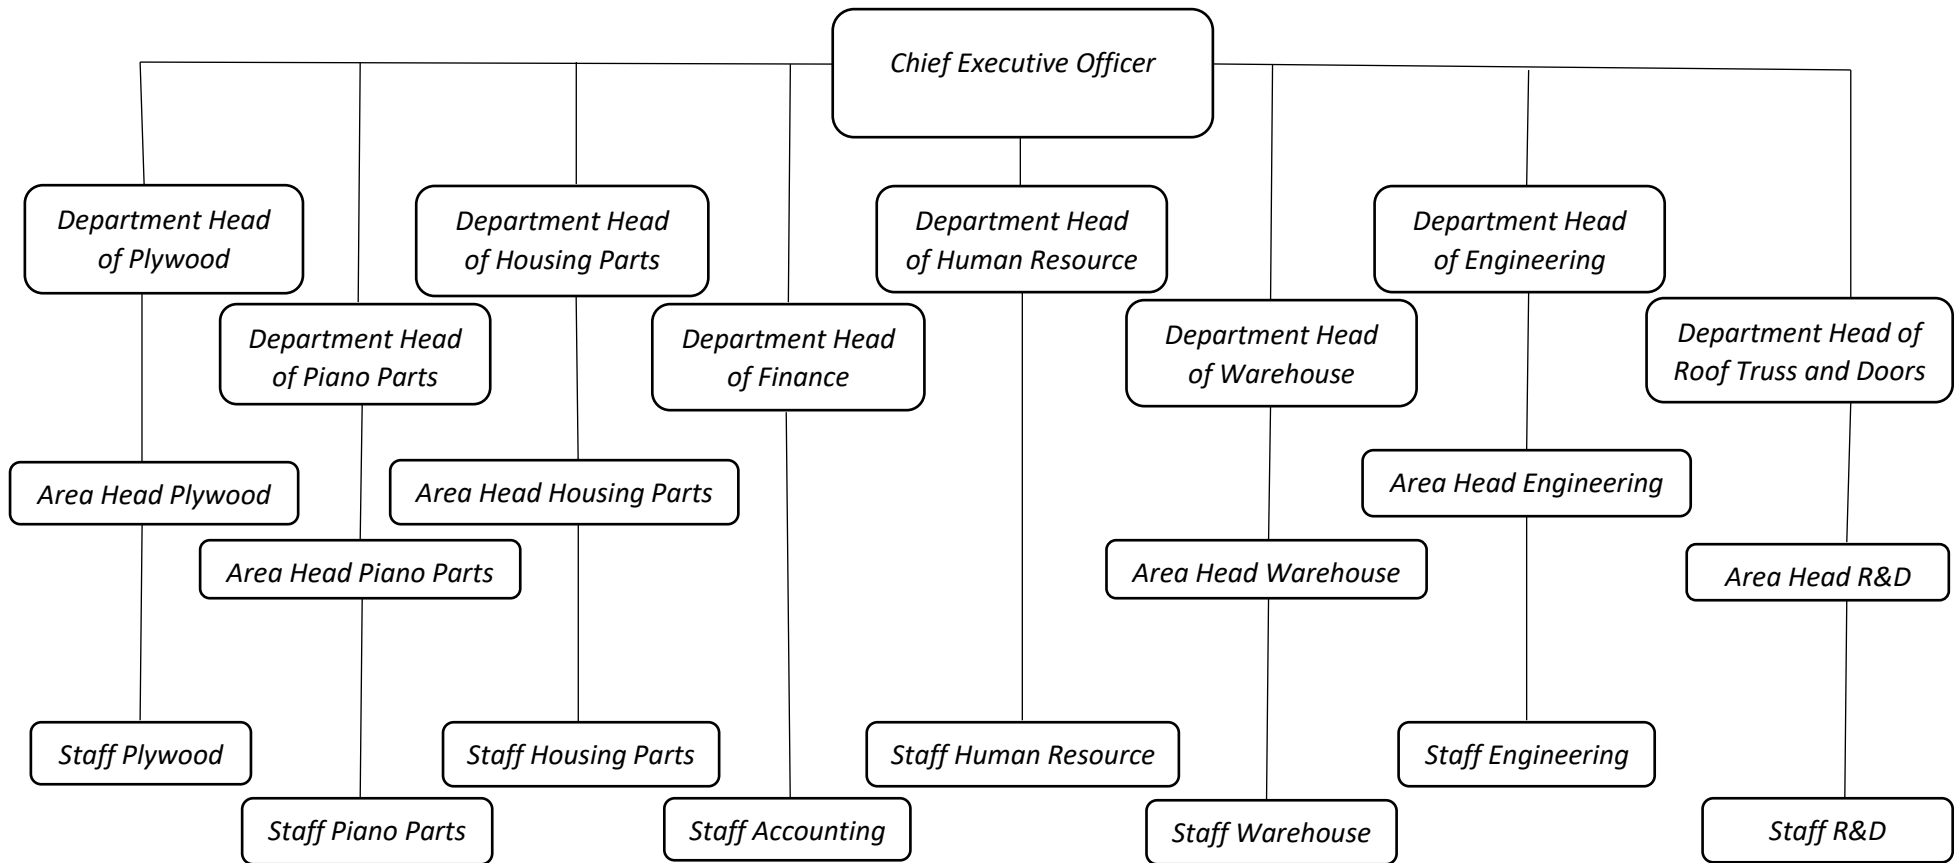 Chief Executive Officer
Department Head
of Plywood
Department Head
of Housing Parts
Department Head
of Human Resource
Department Head
of Engineering
Department Head
of Piano Parts
Department Head
of Finance
Department Head
of Warehouse
Department Head of
Roof Truss and Doors
Area Head Plywood
Area Head Housing Parts
Area Head Engineering
Area Head Piano Parts
Area Head Warehouse
Area Head R&D
Staff Plywood
Staff Housing Parts
Staff Human Resource
Staff Engineering
Staff Piano Parts
Staff Accounting
Staff Warehouse
Staff R&D